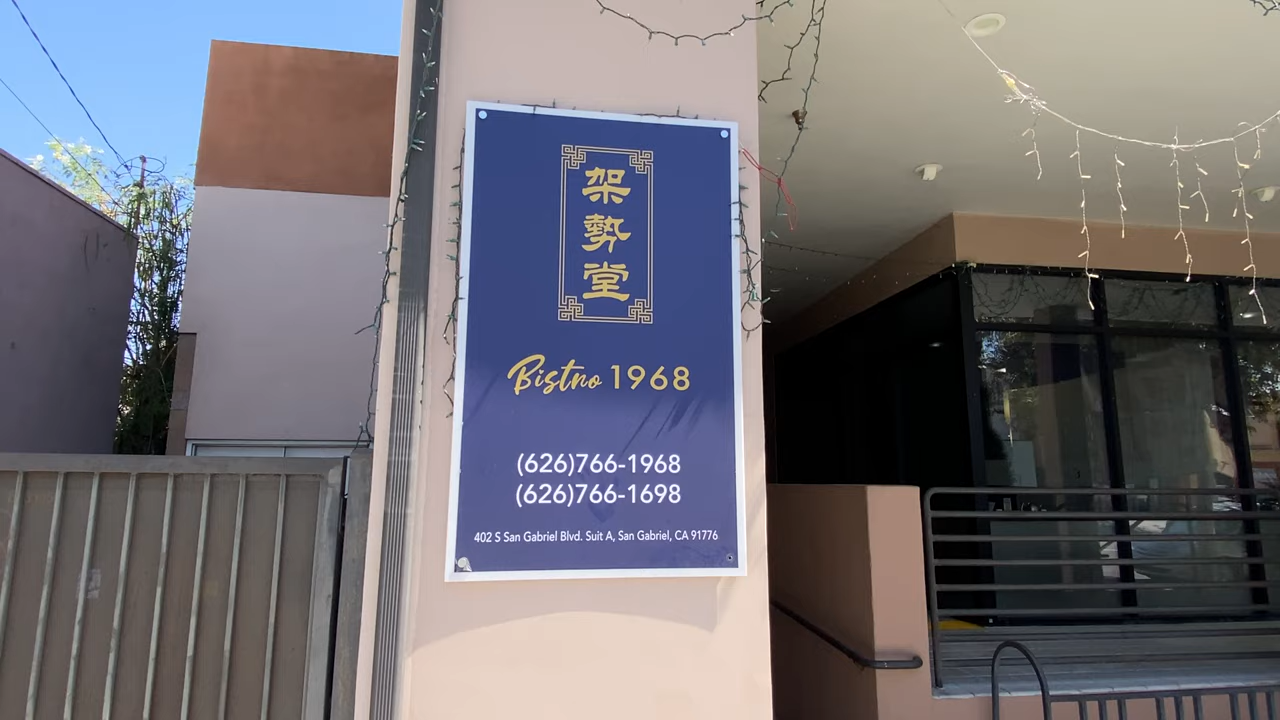 架勢堂
Bistro 1968
(626)766-1968
(626)766-1698
402 S San Gabriel Blvd. Suit A, San Gabriel, CA 91776